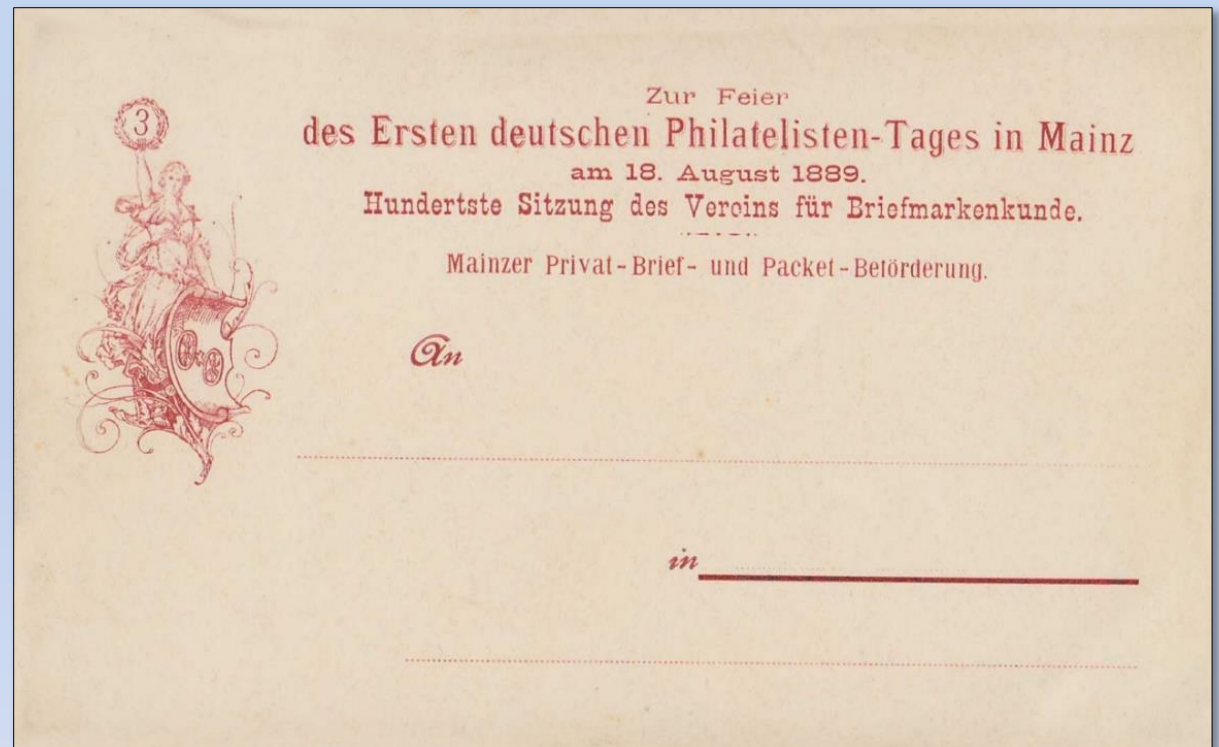 3
Zur Feier
des Ersten deutschen Philatelisten-Tages in Mainz
am 18. August 1889.
Hundertste Sitzung des Vereins für Briefmarkenkunde.
Mainzer Privat-Brief- und Packet-Beförderung.
An
in